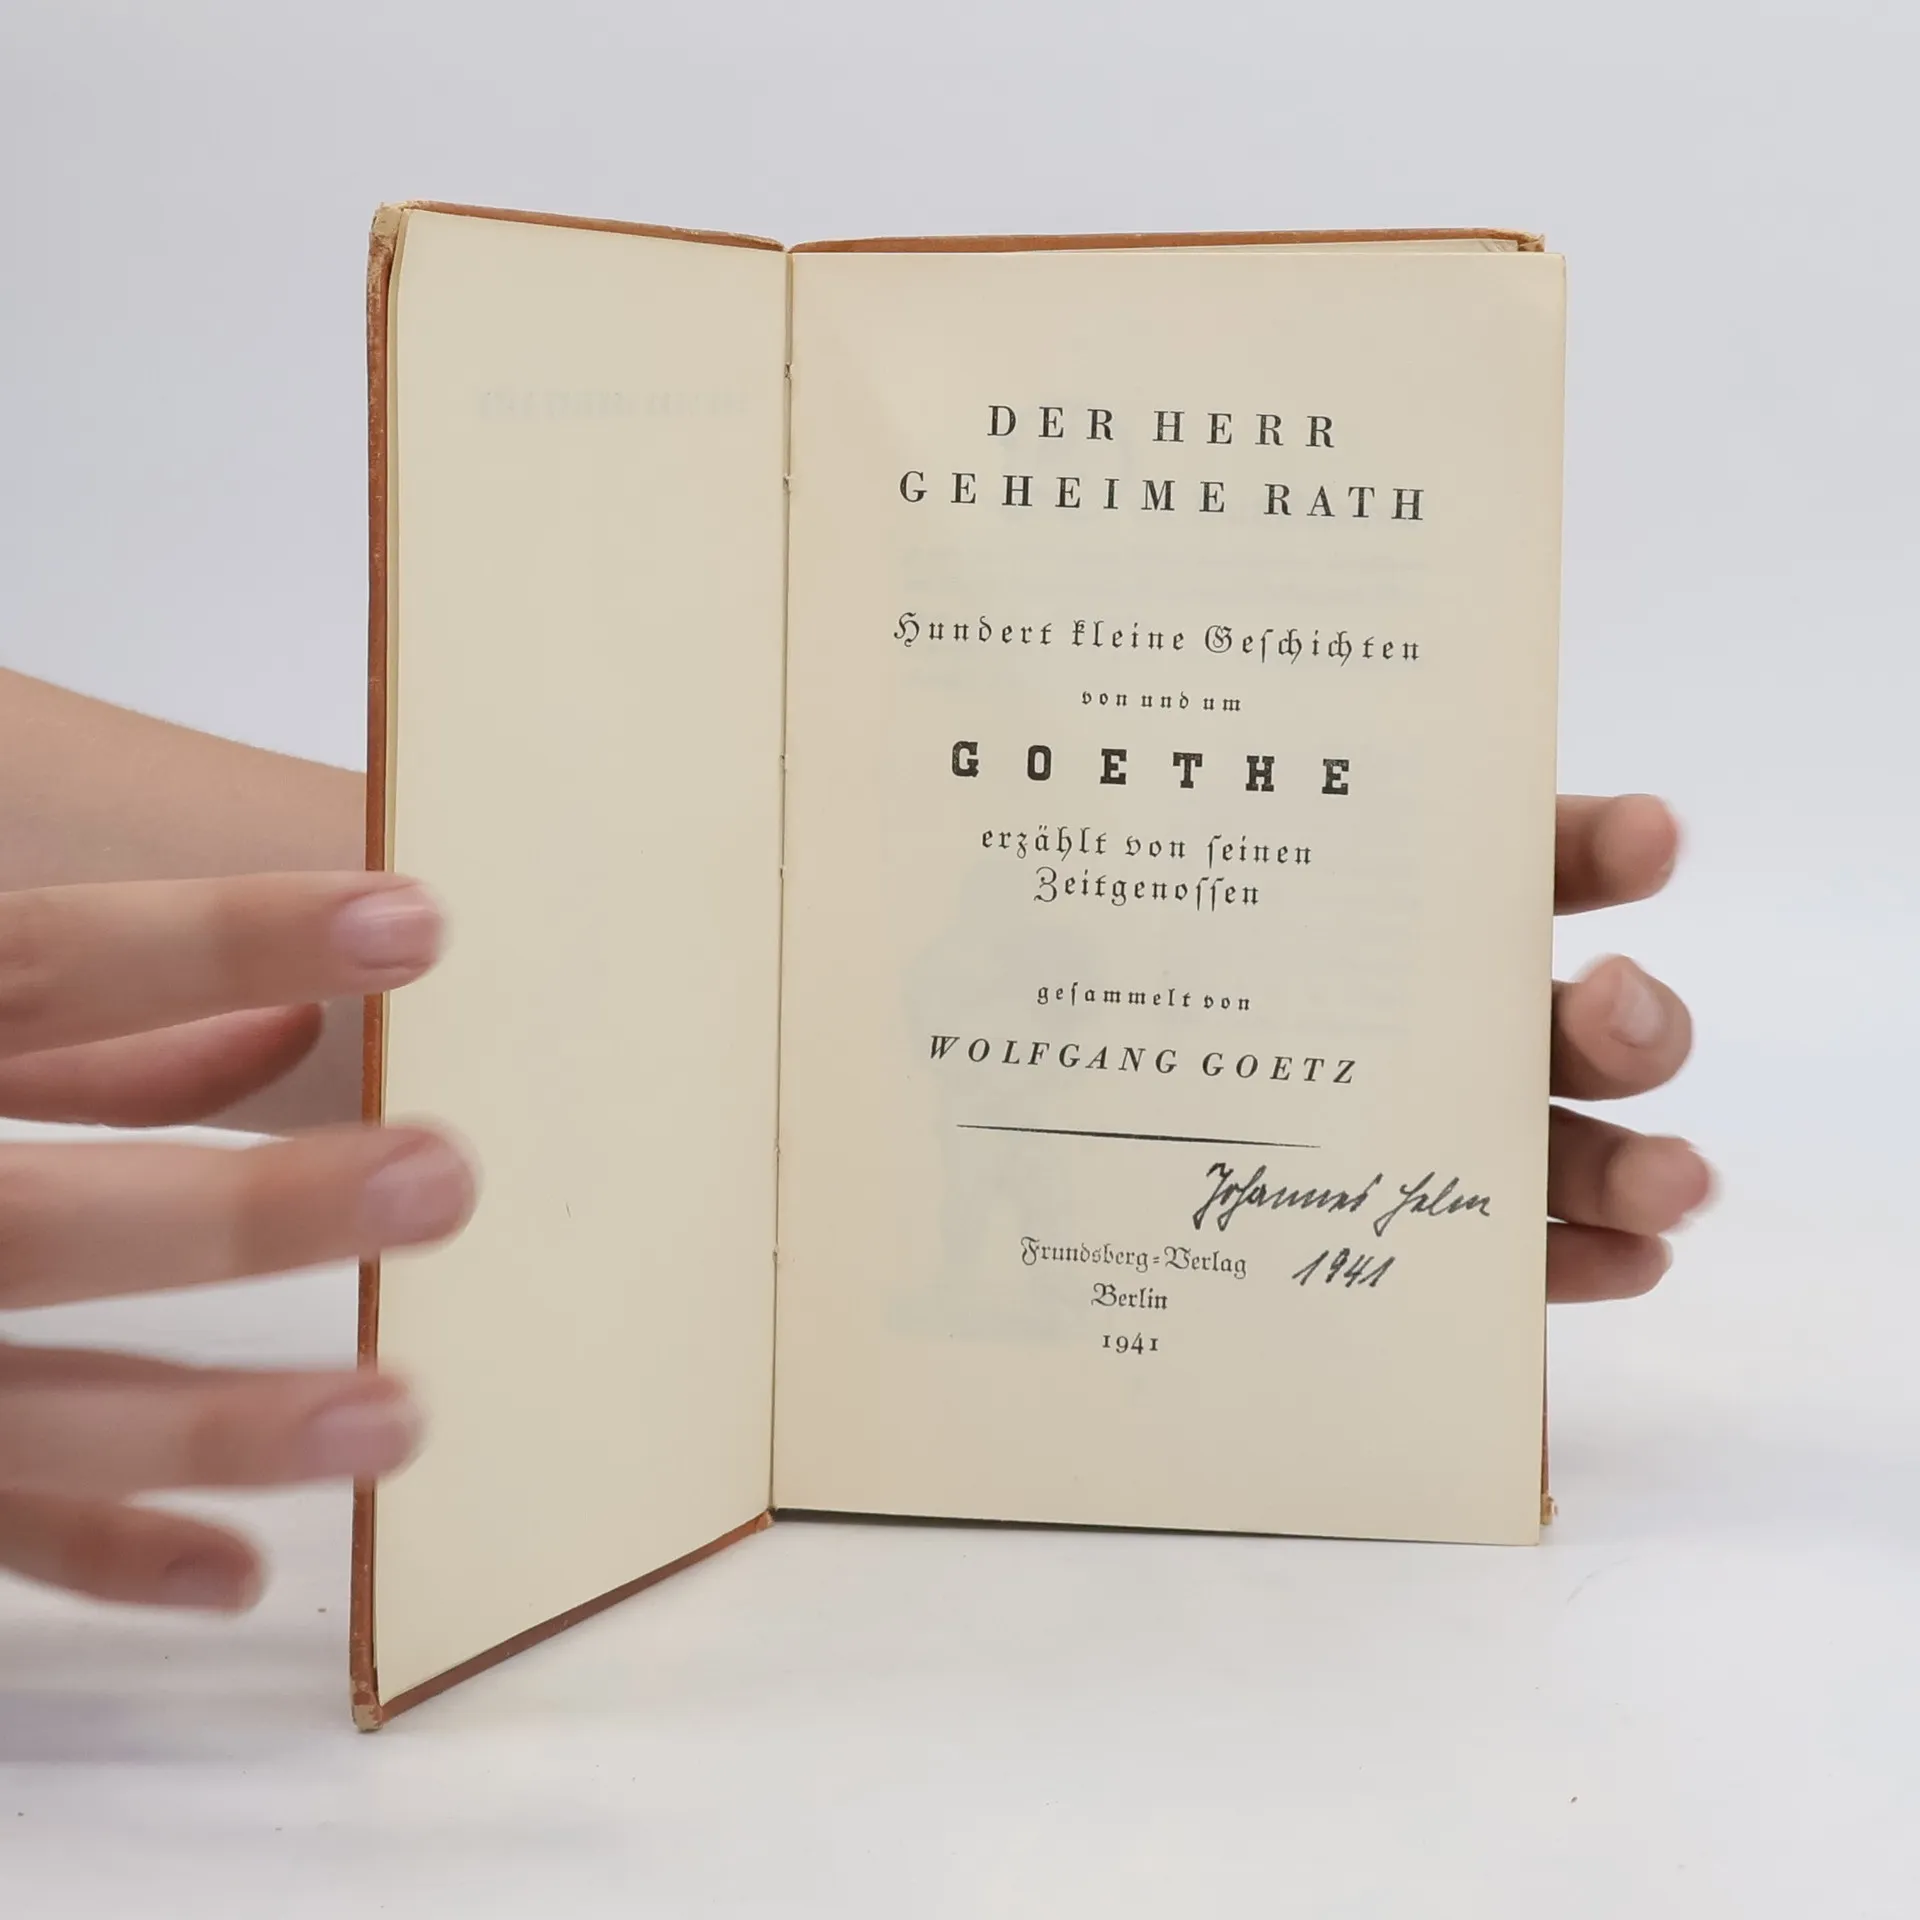 DER HERR
GEHEIME RATH
Hundert kleine Geſchichten
von und um
GOETHE
erzählt von ſeinen
Zeitgenoſſen
geſammelt von
WOLFGANG GOETZ
Johannes Helm
Frundsberg-Verlag
1941
Berlin
1941